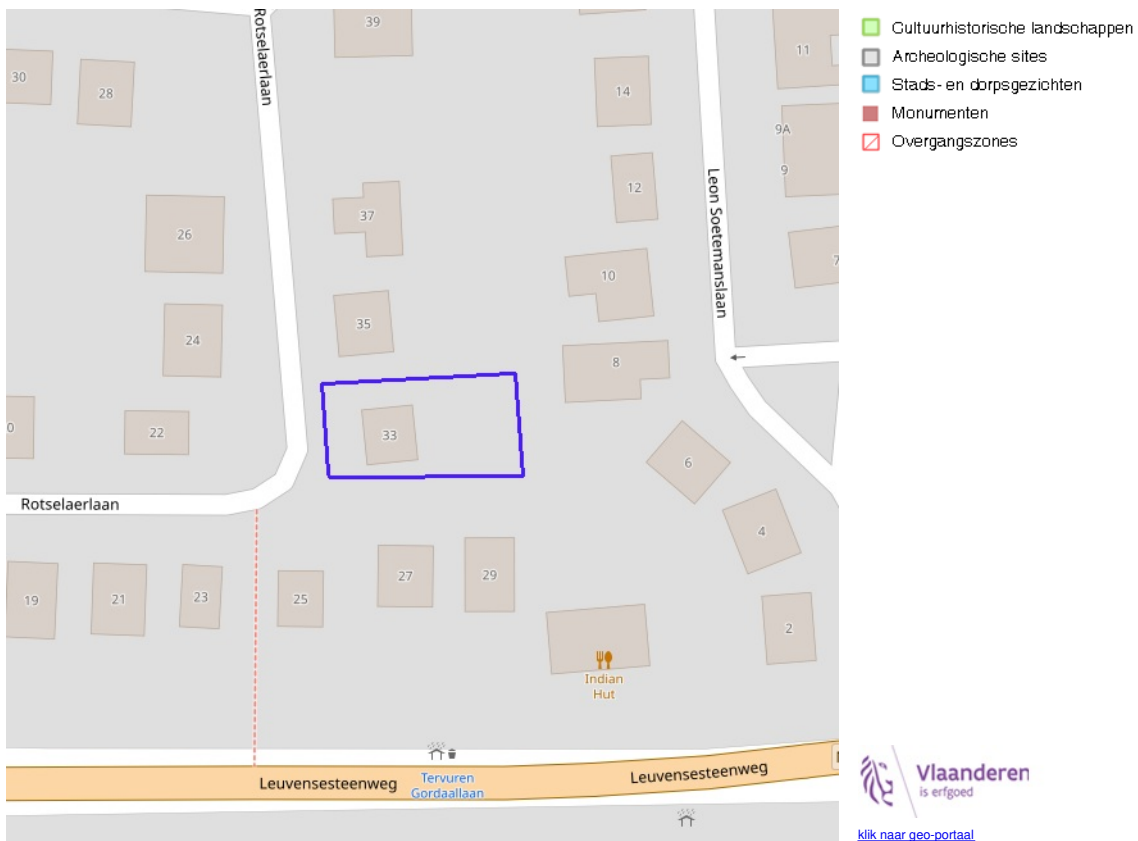 Rotselaerlaan
39
30
28
14
11
9A
9
12
Leon Soetemanslaan
37
26
10
7
35
24
8
33
0
22
6
Rotselaerlaan
4
27
29
19
21
23
25
2
Indian
Hut
Leuvensesteenweg
Tervuren
Gordaallaan
Leuvensesteenweg
Cultuurhistorische landschappen
Archeologische sites
Stads- en dorpsgezichten
Monumenten
Overgangszones
Vlaanderen
is erfgoed
klik naar geo-portaal